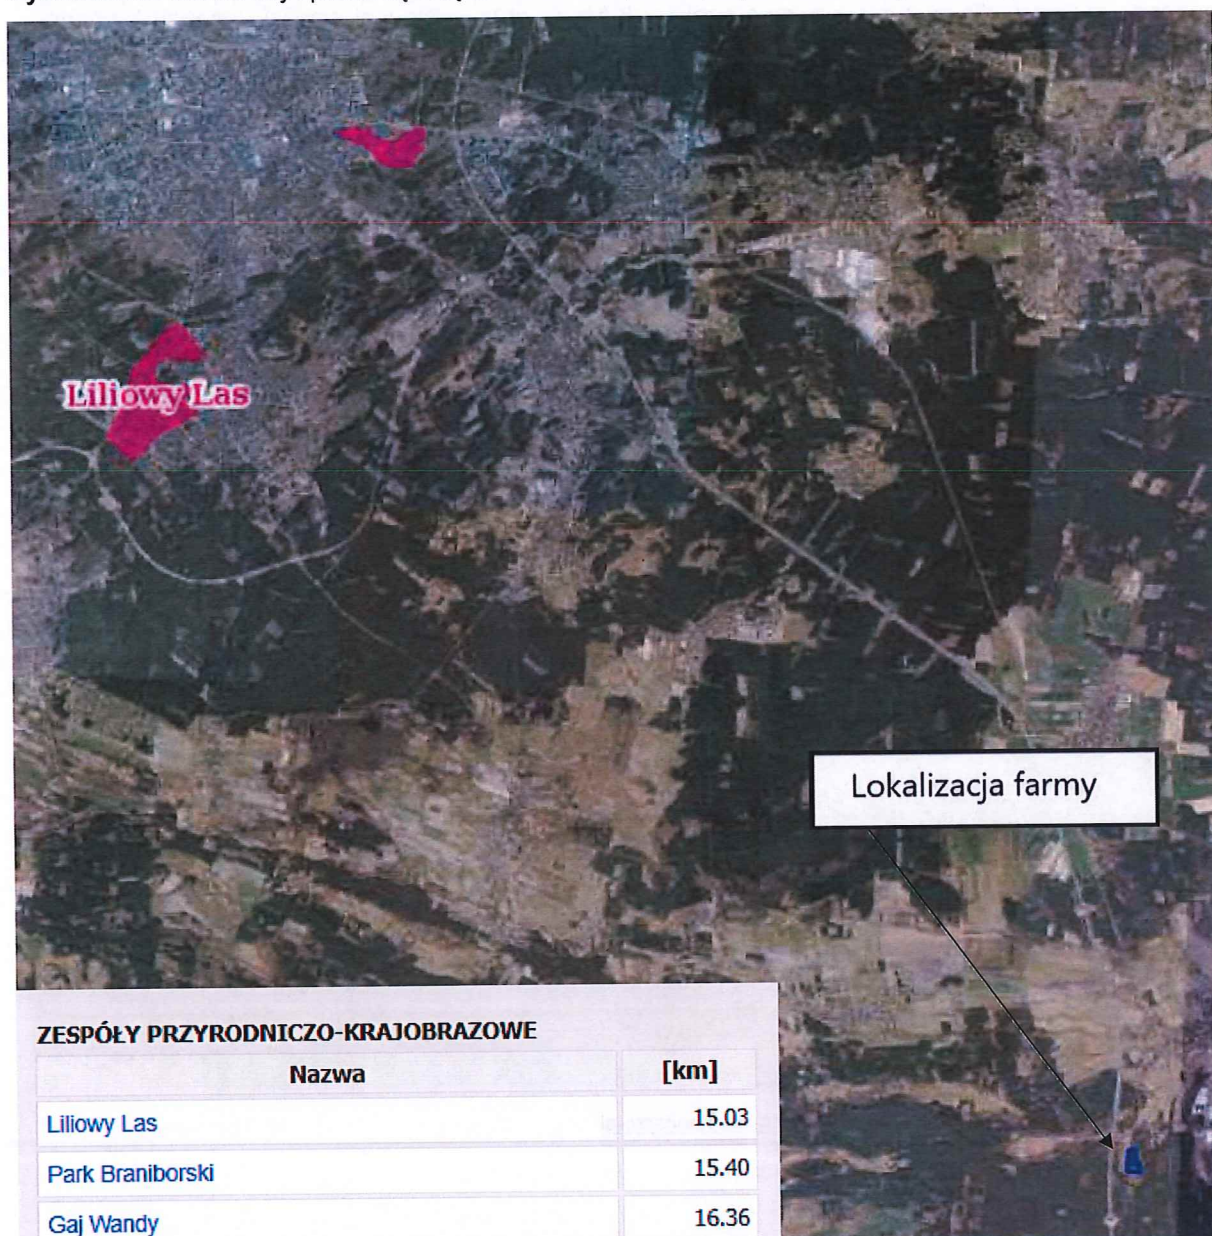 Liliowy Las
Lokalizacja farmy
ZESPÓŁY PRZYRODNICZO-KRAJOBRAZOWE
Nazwa [km]
Liliowy Las 15.03
Park Braniborski 15.40
Gaj Wandy 16.36